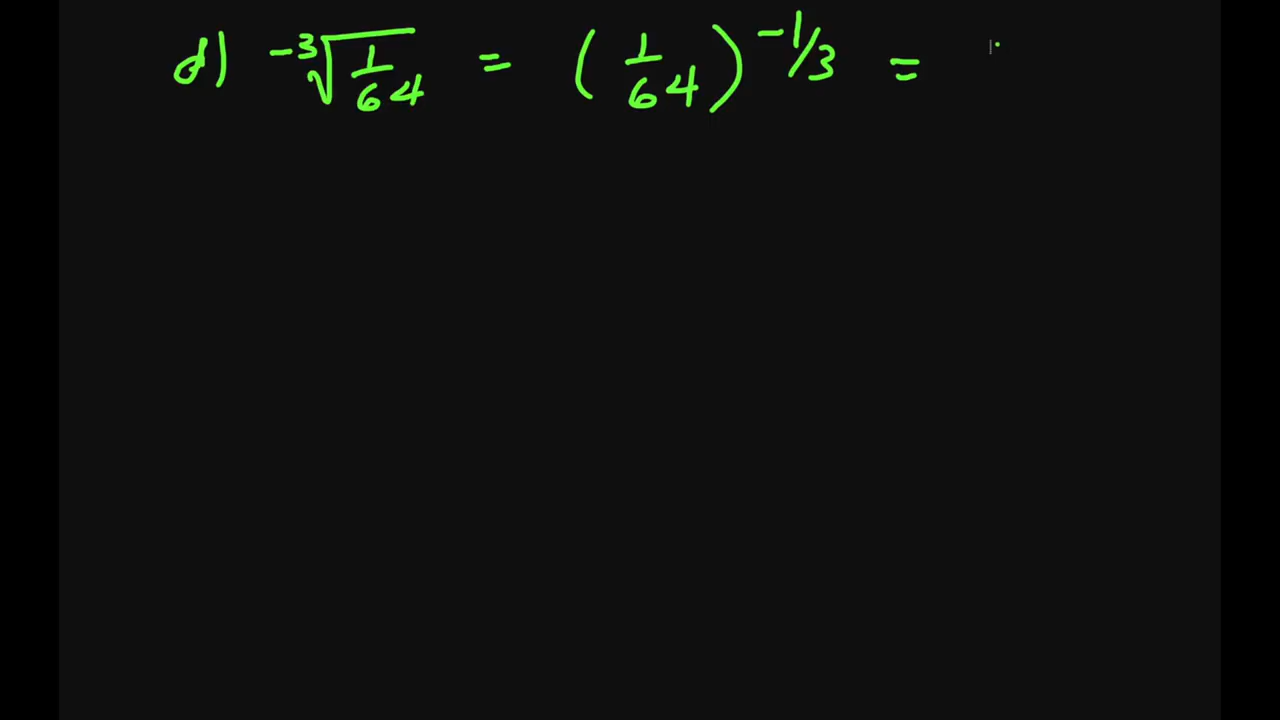 d) ⁻³√(1/64) = (1/64)^(-1/3) =